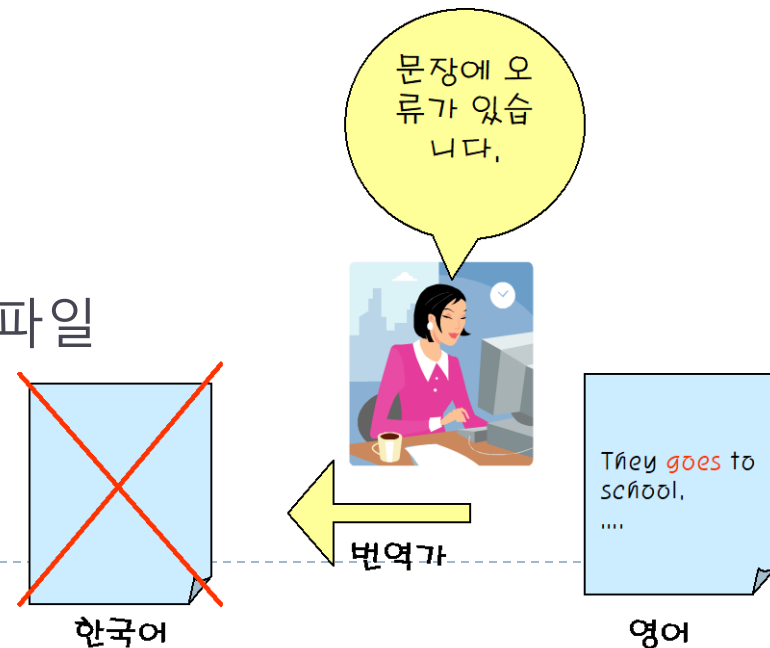 문장에 오
류가 있습
니다.
파일
They goes to
school.
....
번역가
한국어
영어